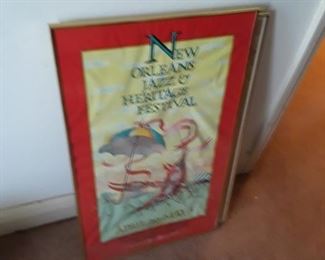 NEW
ORLEANS
JAZZ &
HERITAGE
FESTIVAL